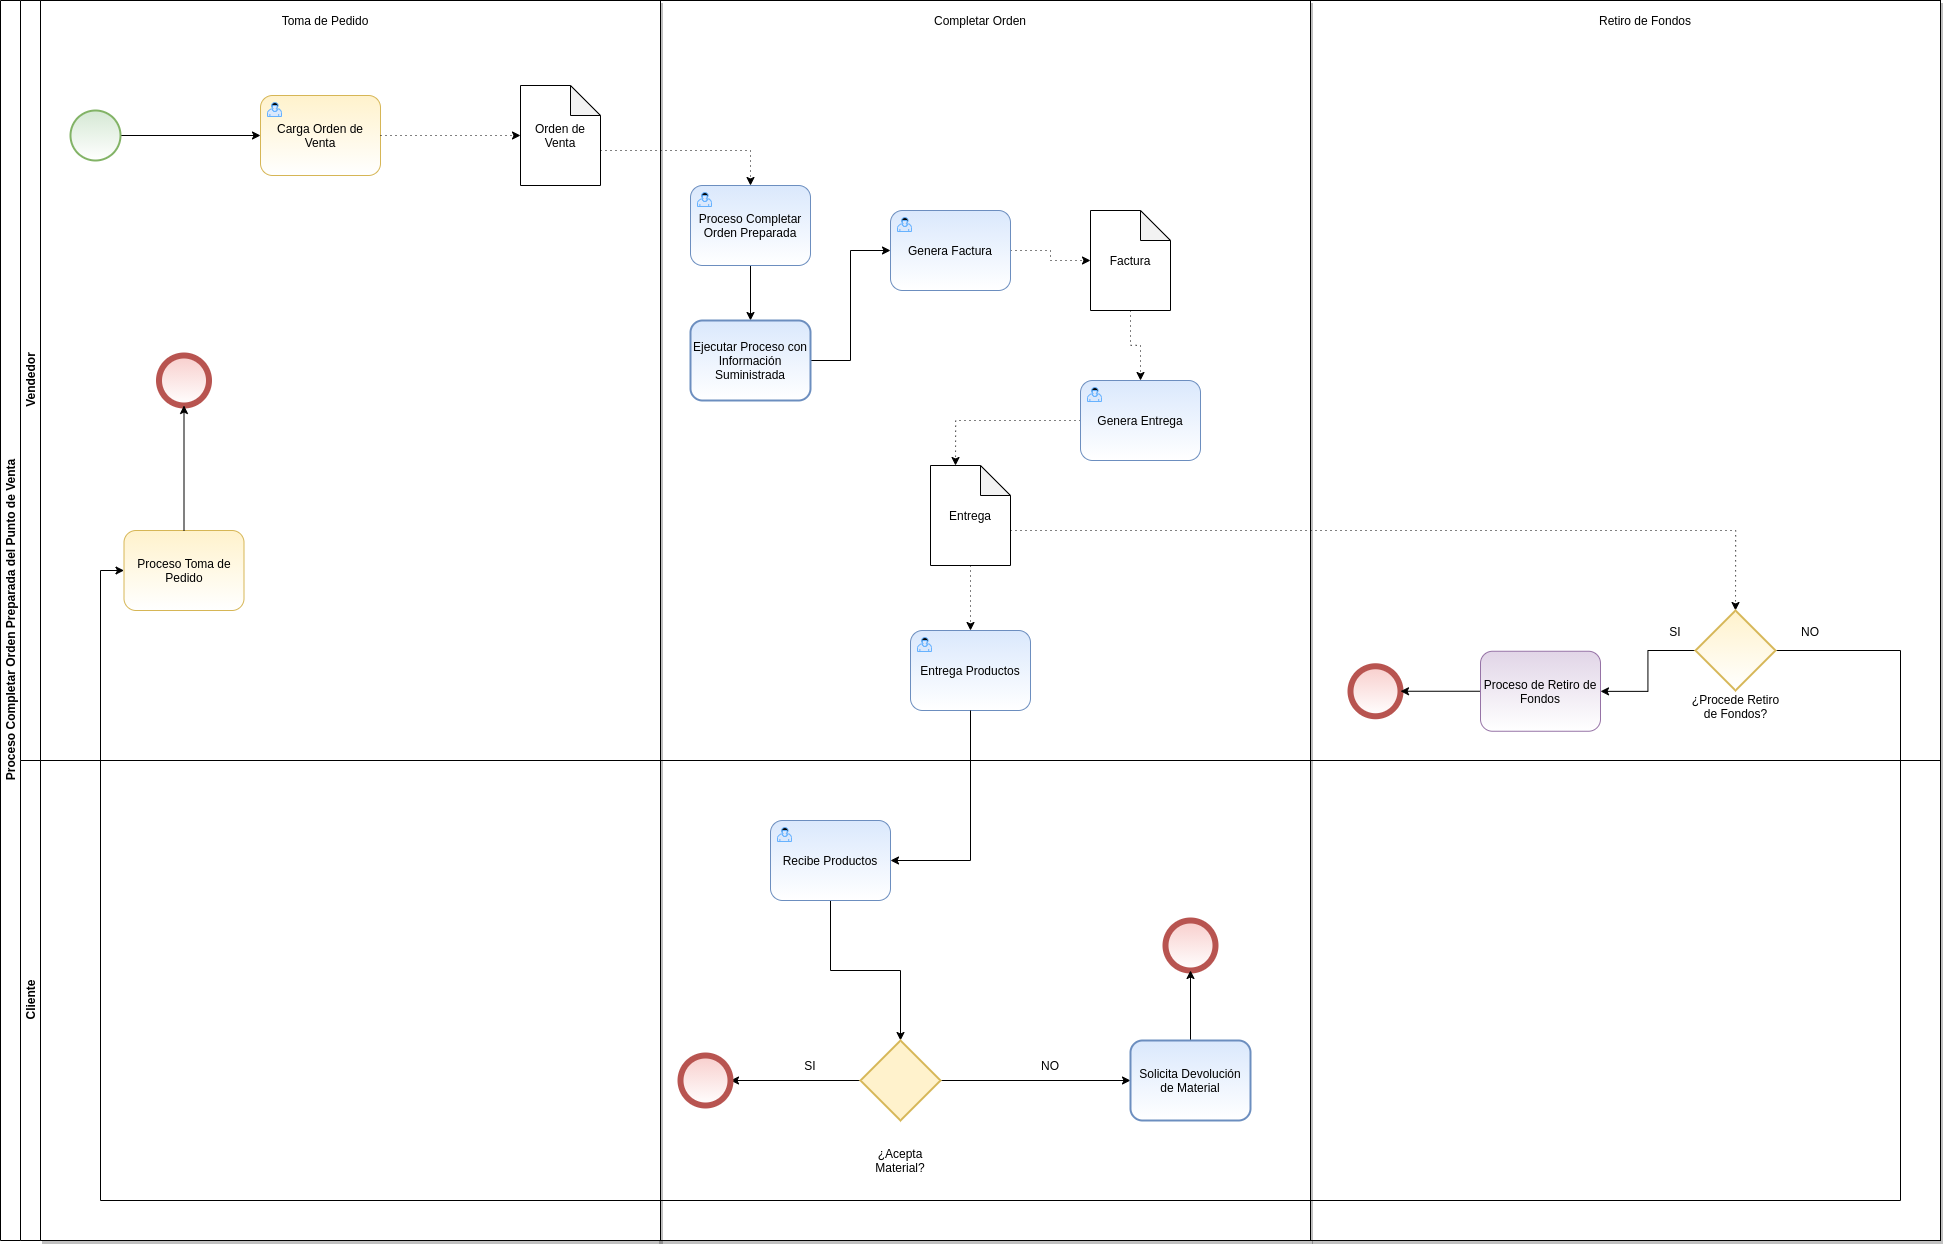 Proceso Completar Orden Preparada del Punto de Venta
Vendedor
Cliente
Toma de Pedido
Completar Orden
Retiro de Fondos
Carga Orden de
Venta
Orden de
Venta
Proceso Completar
Orden Preparada
Genera Factura
Factura
Ejecutar Proceso con
Información
Suministrada
Genera Entrega
Entrega
Proceso Toma de
Pedido
Entrega Productos
SI
NO
Proceso de Retiro de
Fondos
¿Procede Retiro
de Fondos?
Recibe Productos
SI
NO
Solicita Devolución
de Material
¿Acepta
Material?